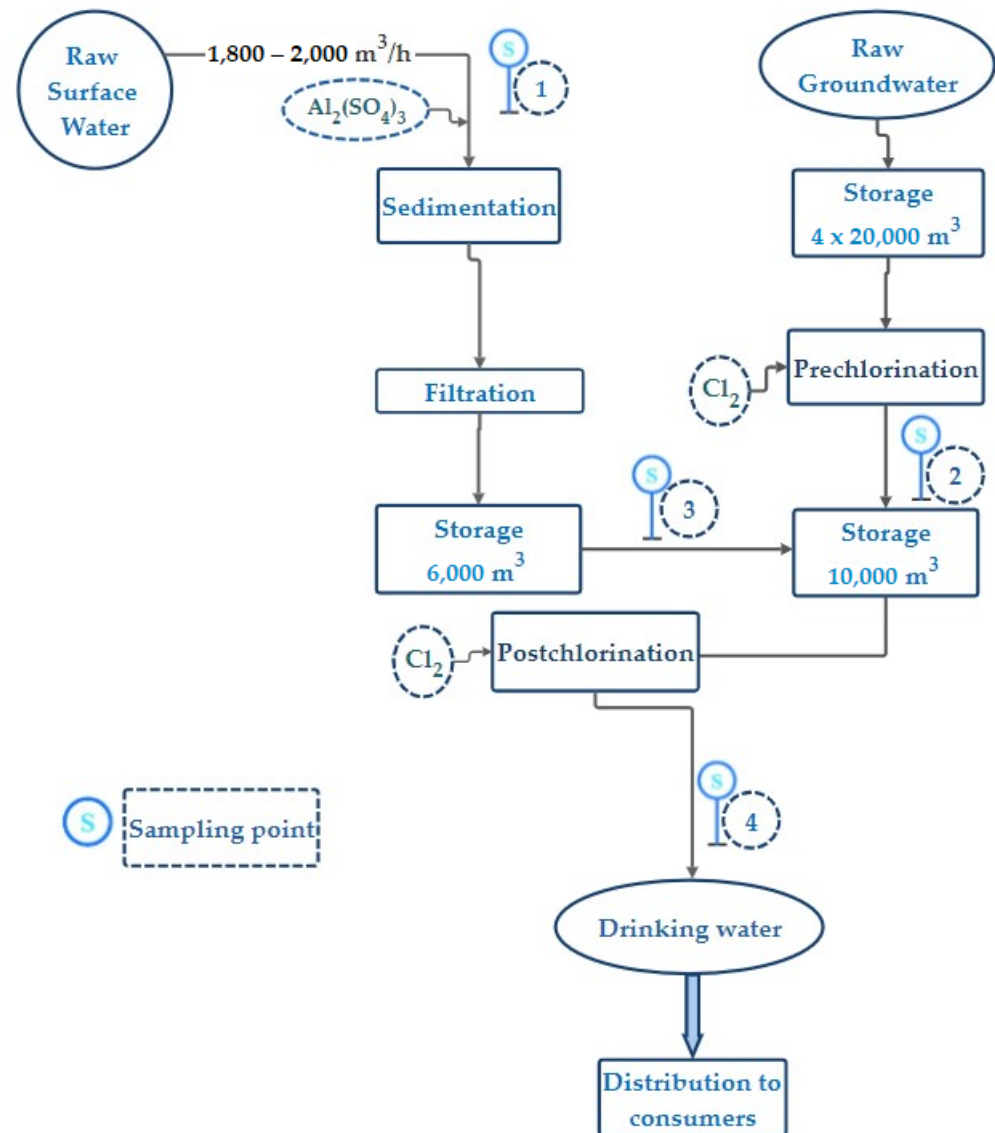 Raw
Surface
Water
1,800 – 2,000 m³/h
S
1
Al₂(SO₄)₃
Sedimentation
Filtration
Storage
6,000 m³
S
3
Raw
Groundwater
Storage
4 x 20,000 m³
Prechlorination
Cl₂
S
2
Storage
10,000 m³
Cl₂
Postchlorination
S
4
S
Sampling point
Drinking water
Distribution to
consumers